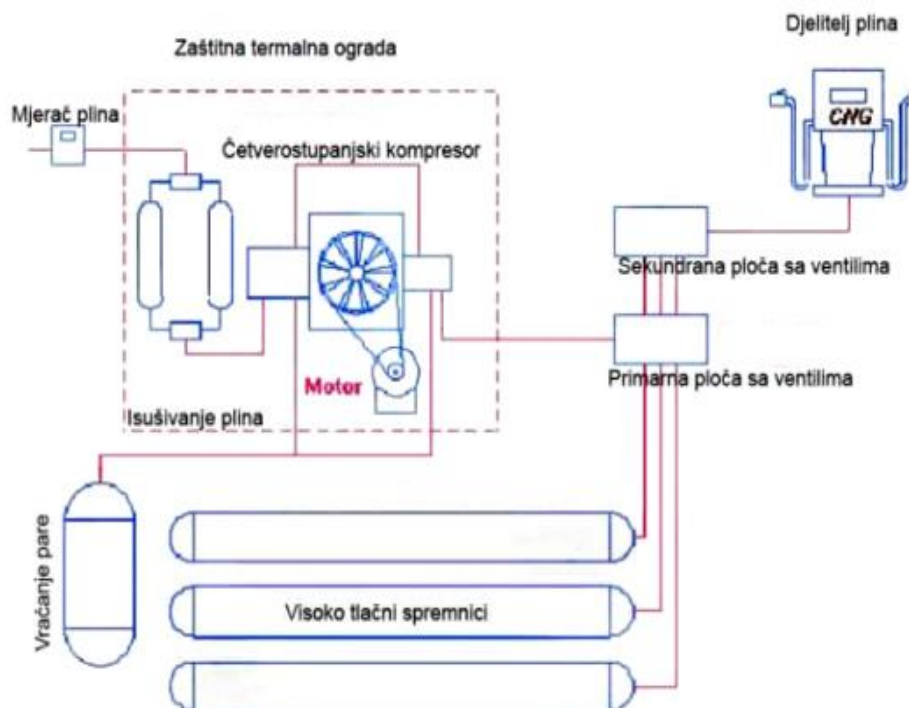 Djelitelj plina
Zaštitna termalna ograda
Mjerač plina
CNG
Četverostupanjski kompresor
Sekundrana ploča sa ventilima
Primarna ploča sa ventilima
Motor
Isušivanje plina
Vraćanje pare
Visoko tlačni spremnici